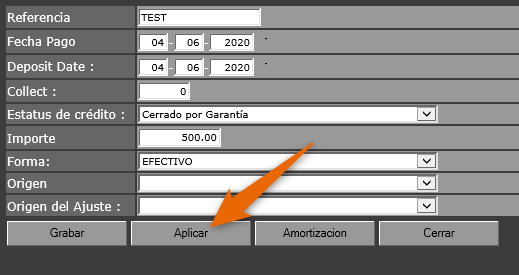 Referencia TEST
Fecha Pago 04 - 06 - 2020
Deposit Date : 04 - 06 - 2020
Collect : 0
Estatus de crédito : Cerrado por Garantía
Importe 500.00
Forma: EFECTIVO
Origen
Origen del Ajuste :
Grabar Aplicar Amortizacion Cerrar